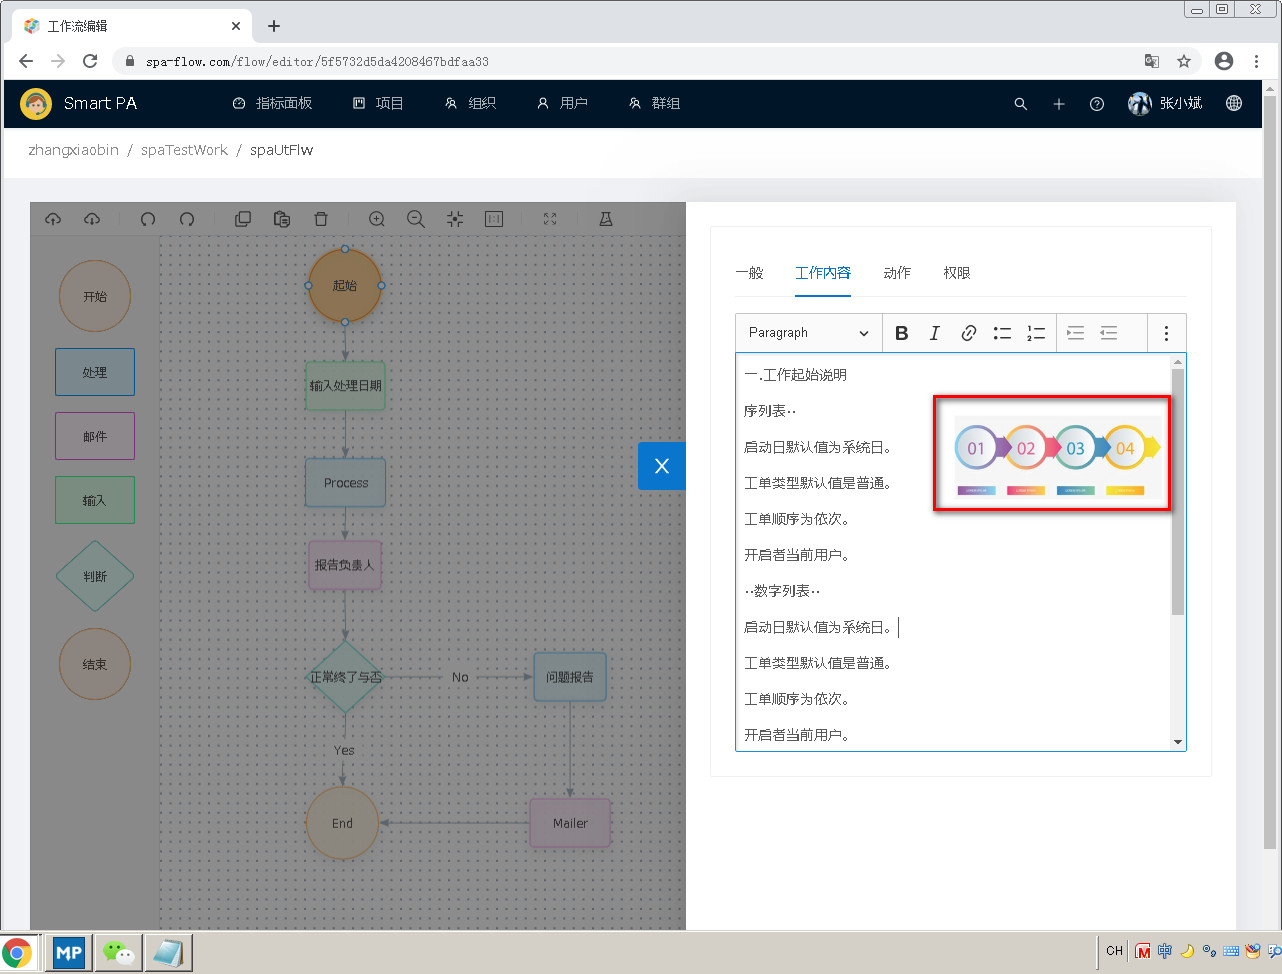 工作流编辑
spa-flow.com/flow/editor/5f5732d5da4208467bdfaa33
Smart PA 指标面板 项目 组织 用户 群组 张小斌
zhangxiaobin / spaTestWork / spaUtFlw
开始
处理
邮件
输入
判断
结束
起始
输入处理日期
Process
报告负责人
正常终了与否
No
问题报告
Yes
End
Mailer
X
一般 工作内容 动作 权限
Paragraph B I
一.工作起始说明
序列表··
启动日默认值为系统日。
工单类型默认值是普通。
工单顺序为依次。
开启者当前用户。
··数字列表··
启动日默认值为系统日。
工单类型默认值是普通。
工单顺序为依次。
开启者当前用户。
01 02 03 04
MP
CH M 中